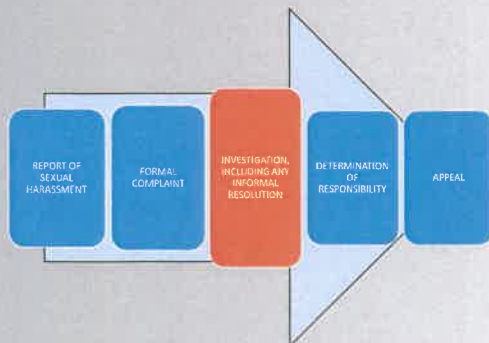 REPORT OF
SEXUAL
HARASSMENT
FORMAL
COMPLAINT
INVESTIGATION,
INCLUDING ANY
INFORMAL
RESOLUTION
DETERMINATION
OF
RESPONSIBILITY
APPEAL